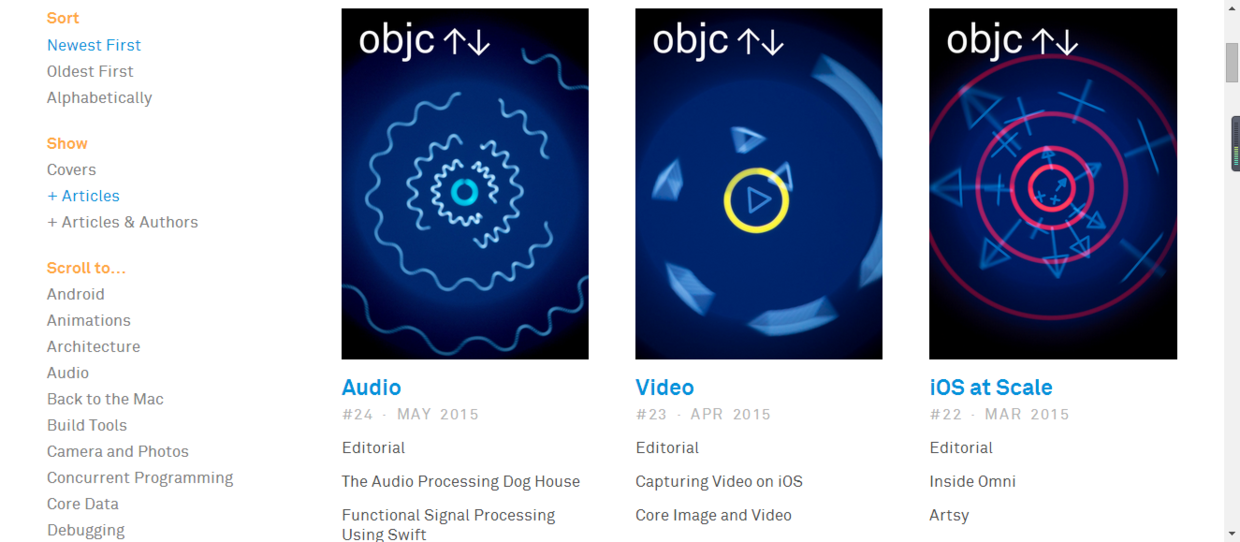 Sort
Newest First
Oldest First
Alphabetically
Show
Covers
+ Articles
+ Articles & Authors
Scroll to...
Android
Animations
Architecture
Audio
Back to the Mac
Build Tools
Camera and Photos
Concurrent Programming
Core Data
Debugging
objc ↑↓
Audio
#24 · MAY 2015
Editorial
The Audio Processing Dog House
Functional Signal Processing
Using Swift
objc ↑↓
Video
#23 · APR 2015
Editorial
Capturing Video on iOS
Core Image and Video
objc ↑↓
iOS at Scale
#22 · MAR 2015
Editorial
Inside Omni
Artsy